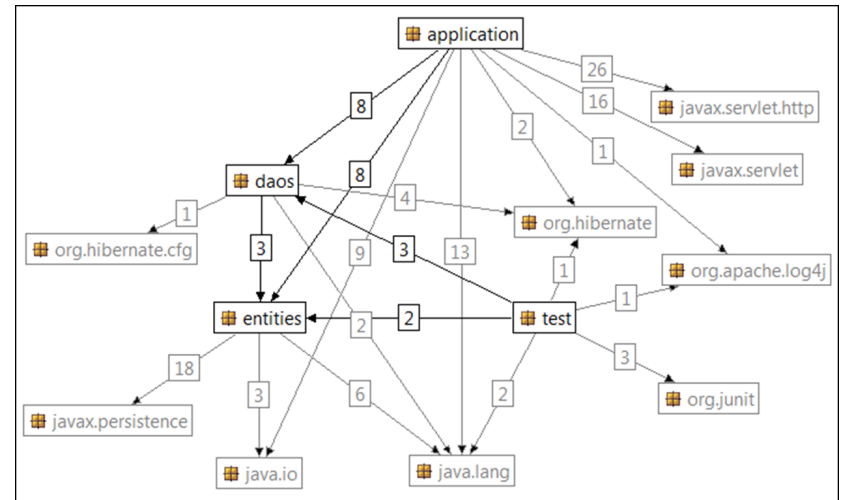 application
26
javax.servlet.http
8
16
2
javax.servlet
1
8
daos
4
1
org.hibernate
org.hibernate.cfg
3
9
3
13
1
org.apache.log4j
1
entities
2
2
test
18
3
6
2
3
javax.persistence
org.junit
java.io
java.lang